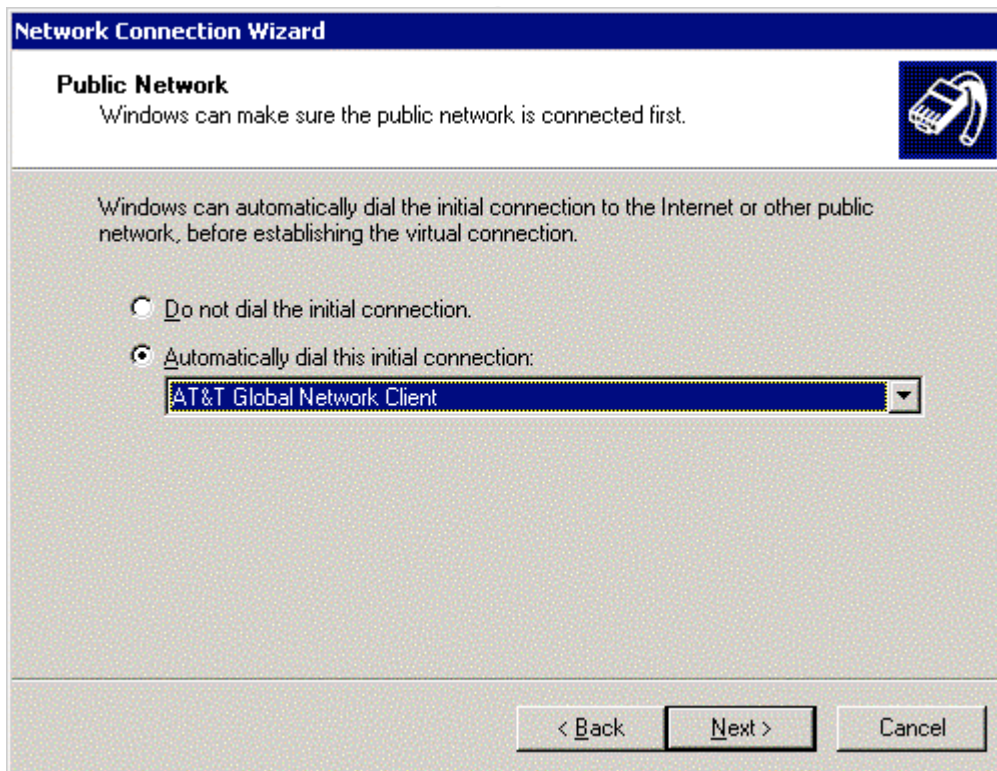 Network Connection Wizard
Public Network
Windows can make sure the public network is connected first.
Windows can automatically dial the initial connection to the Internet or other public
network, before establishing the virtual connection.
Do not dial the initial connection.
Automatically dial this initial connection:
AT&T Global Network Client
< Back Next > Cancel